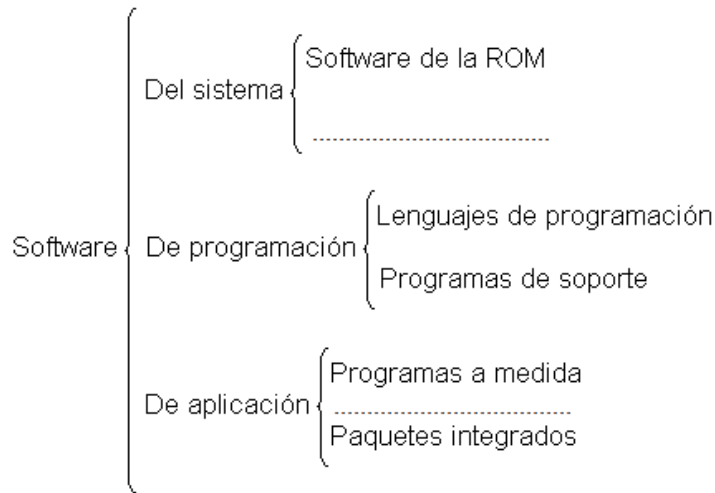 Software
Del sistema
Software de la ROM
De programación
Lenguajes de programación
Programas de soporte
De aplicación
Programas a medida
Paquetes integrados